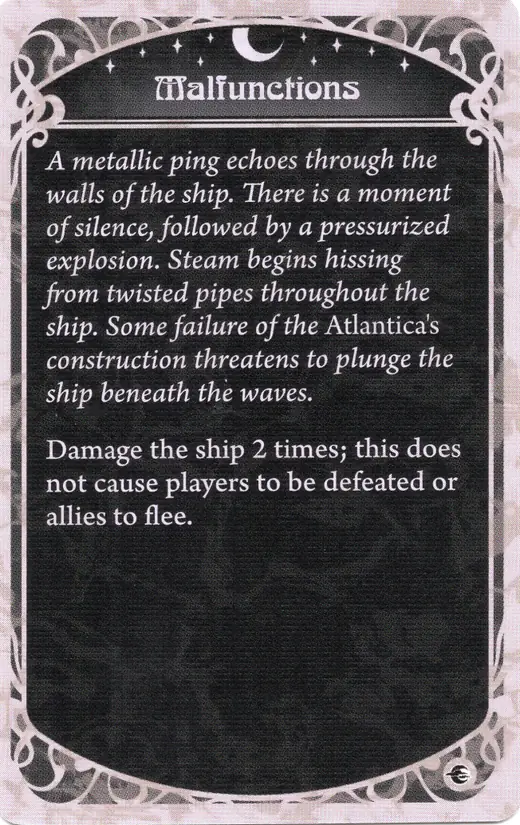 Malfunctions
A metallic ping echoes through the
walls of the ship. There is a moment
of silence, followed by a pressurized
explosion. Steam begins hissing
from twisted pipes throughout the
ship. Some failure of the Atlantica's
construction threatens to plunge the
ship beneath the waves.
Damage the ship 2 times; this does
not cause players to be defeated or
allies to flee.